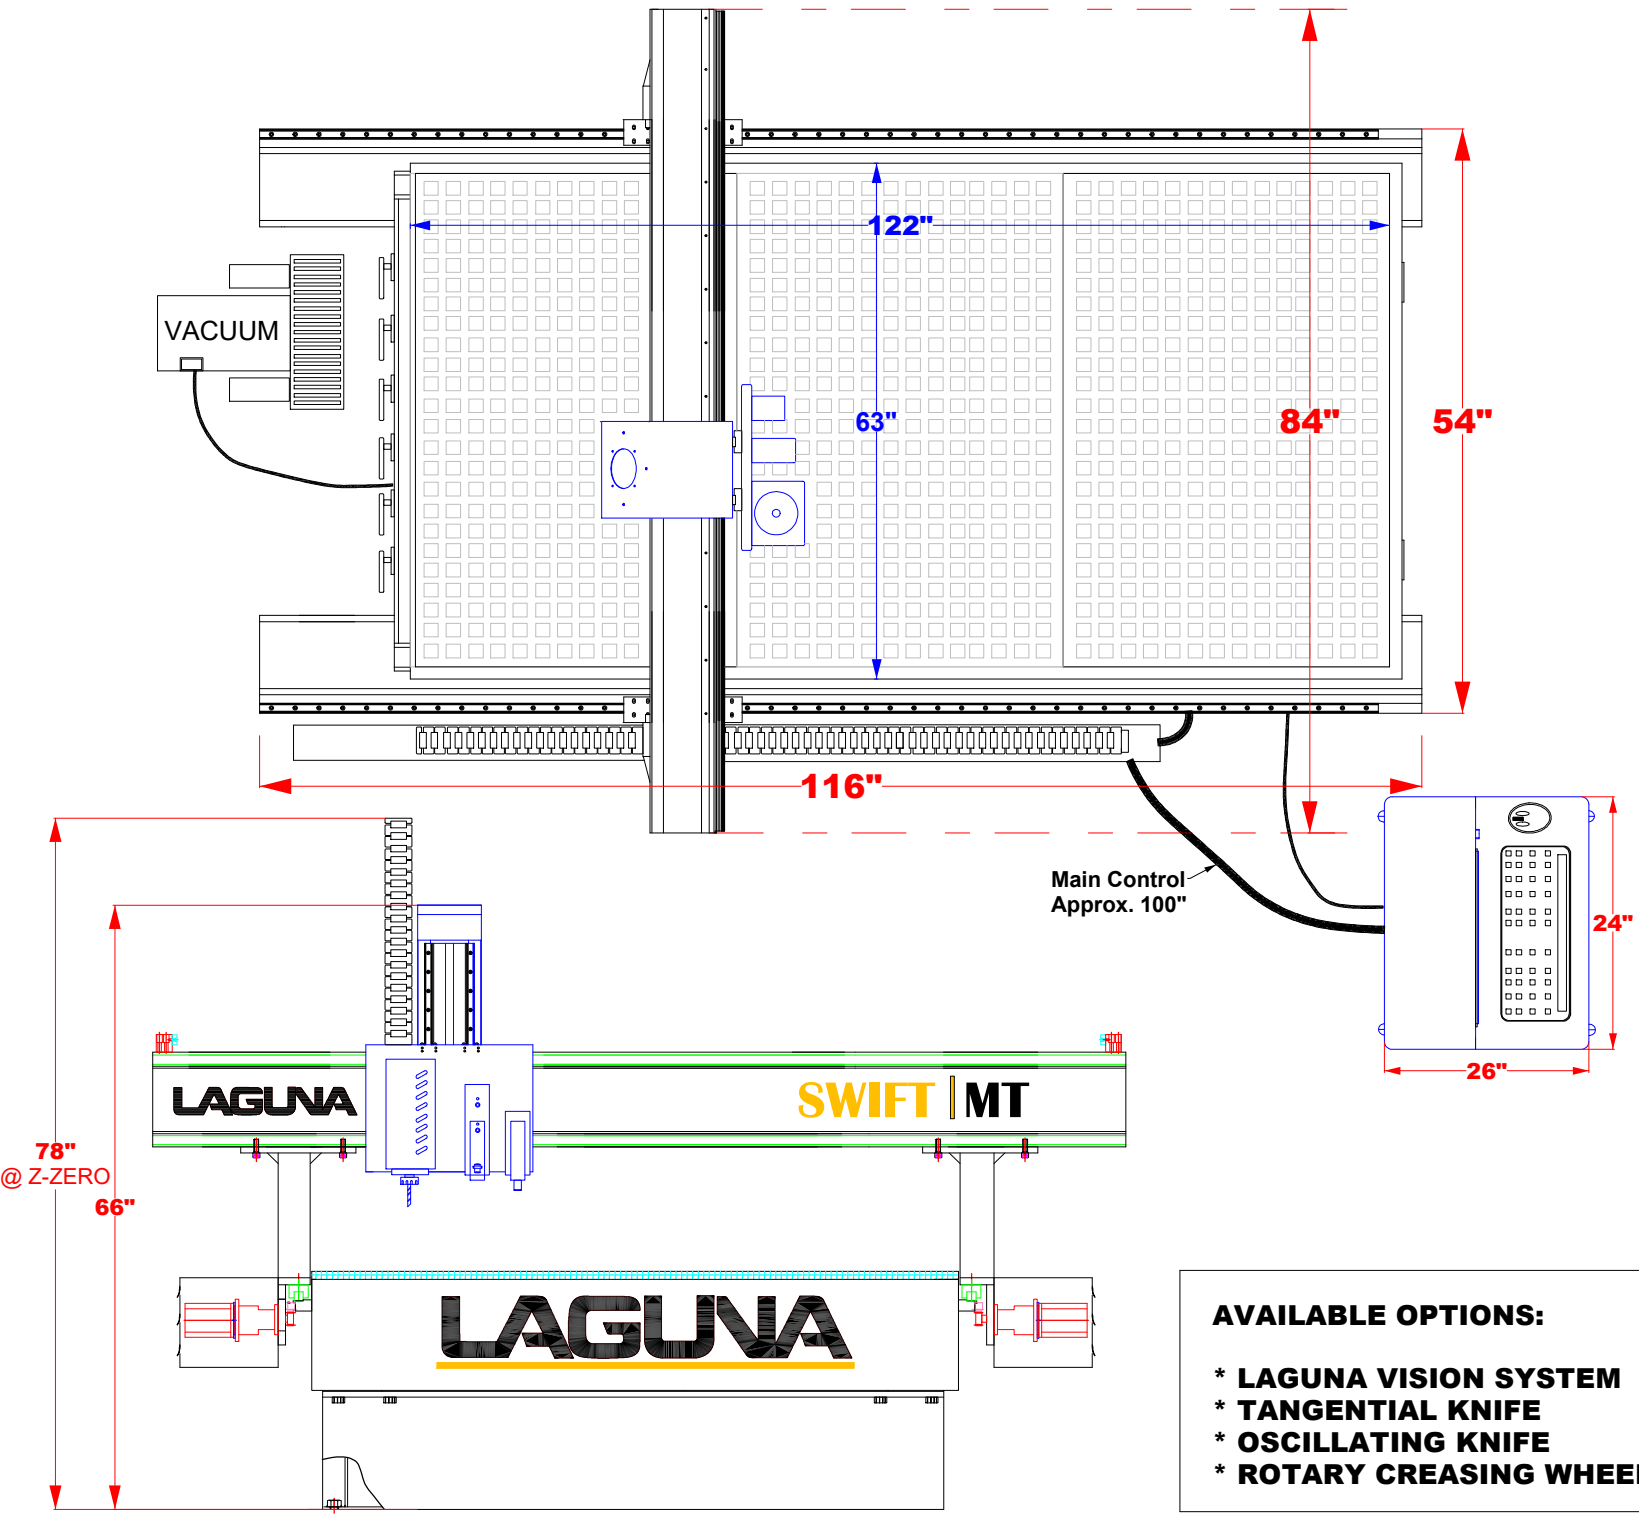 122"
VACUUM
63"
84"
54"
116"
Main Control
Approx. 100"
24"
26"
LAGUNA
SWIFT|MT
78"
@ Z-ZERO
66"
LAGUNA
AVAILABLE OPTIONS:
* LAGUNA VISION SYSTEM
* TANGENTIAL KNIFE
* OSCILLATING KNIFE
* ROTARY CREASING WHEEL